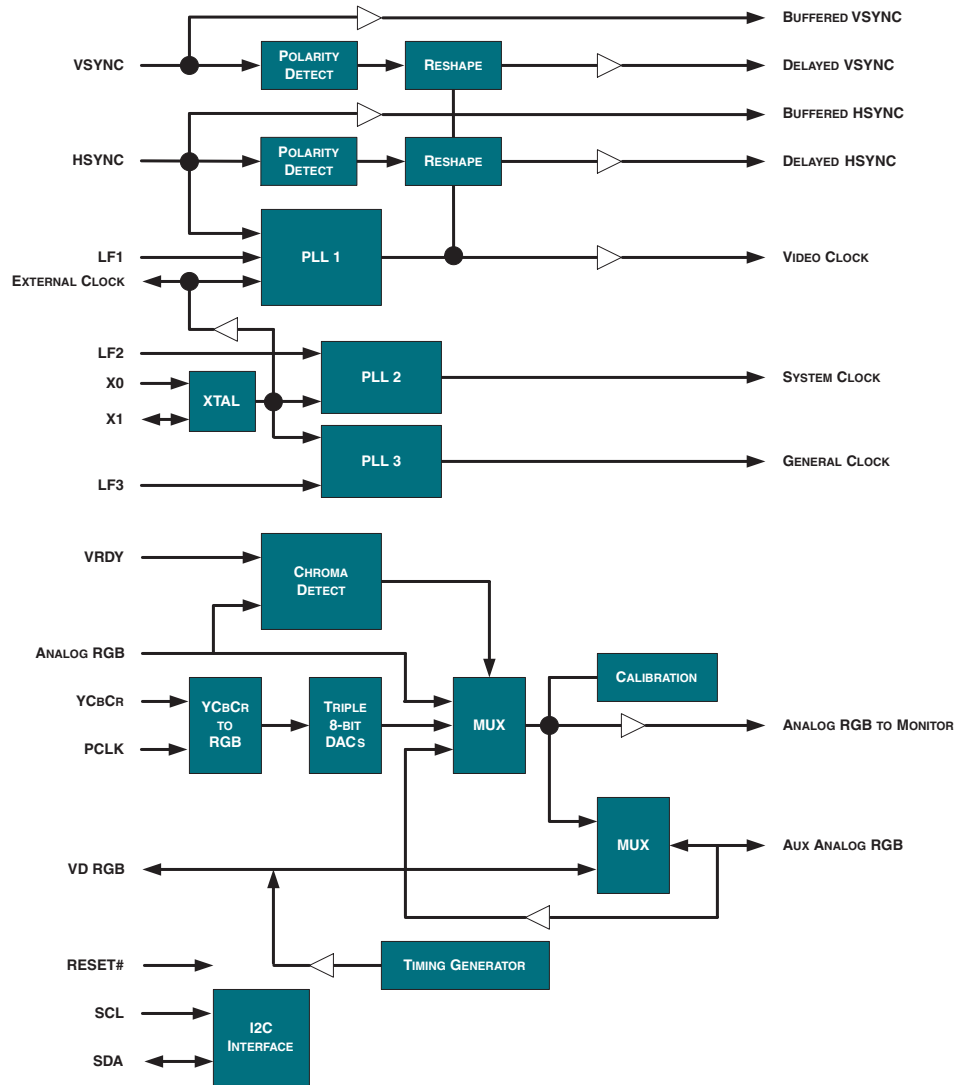 BUFFERED VSYNC
VSYNC
POLARITY
DETECT
RESHAPE
DELAYED VSYNC
BUFFERED HSYNC
HSYNC
POLARITY
DETECT
RESHAPE
DELAYED HSYNC
LF1
PLL 1
VIDEO CLOCK
EXTERNAL CLOCK
LF2
PLL 2
SYSTEM CLOCK
X0
XTAL
X1
PLL 3
GENERAL CLOCK
LF3
VRDY
CHROMA
DETECT
ANALOG RGB
CALIBRATION
YCBCR
YCBCR
TO
RGB
TRIPLE
8-BIT
DACS
MUX
ANALOG RGB TO MONITOR
PCLK
MUX
AUX ANALOG RGB
VD RGB
RESET#
TIMING GENERATOR
SCL
I2C
INTERFACE
SDA